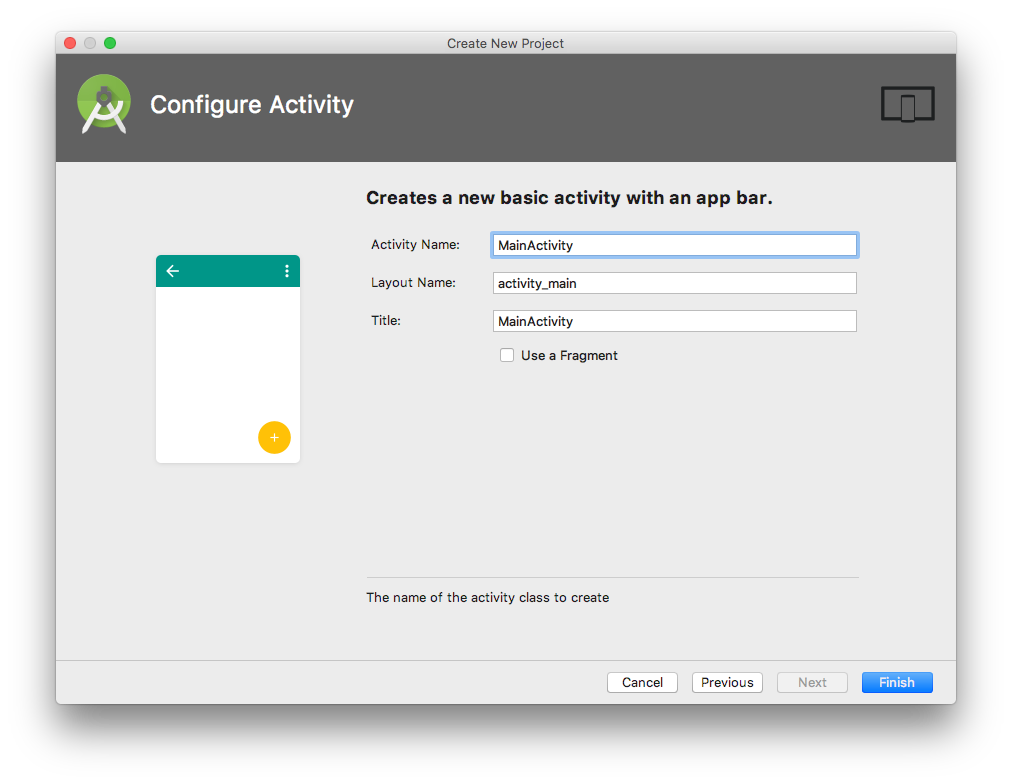 Create New Project
Configure Activity
Creates a new basic activity with an app bar.
Activity Name: MainActivity
Layout Name: activity_main
Title: MainActivity
Use a Fragment
The name of the activity class to create
Cancel Previous Next Finish